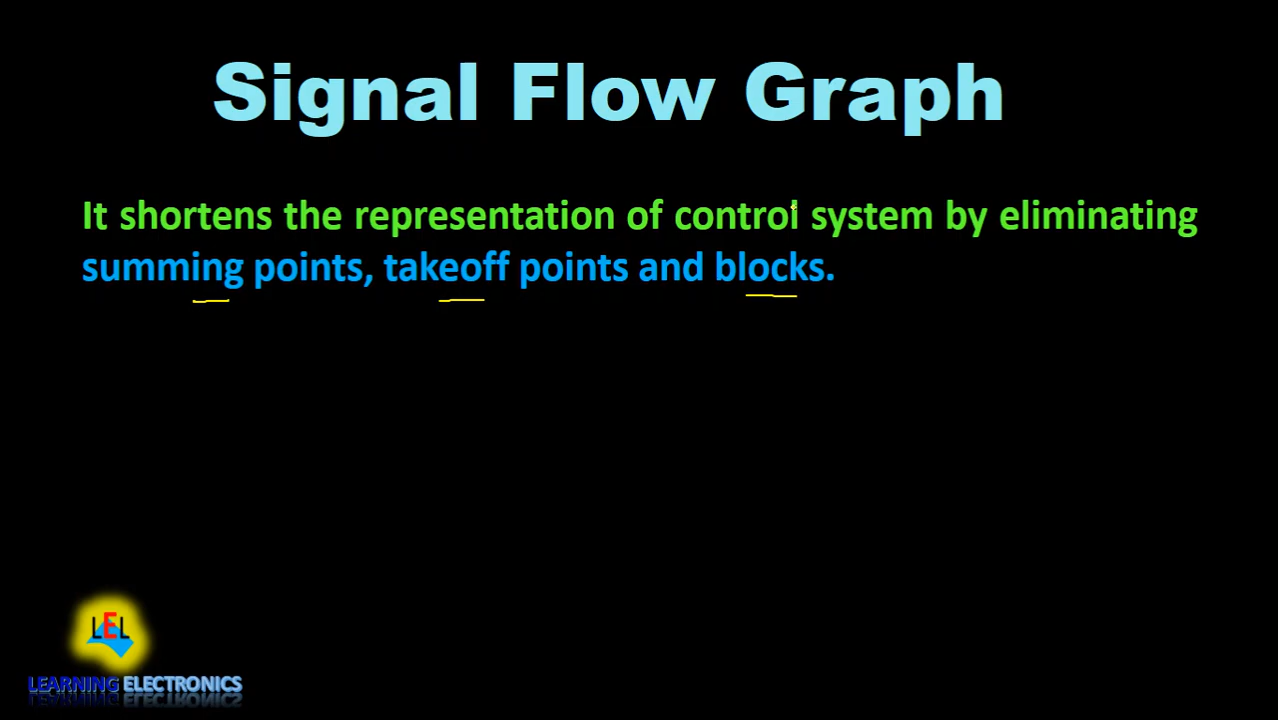 Signal Flow Graph
It shortens the representation of control system by eliminating
summing points, takeoff points and blocks.
LEL
LEARNING ELECTRONICS